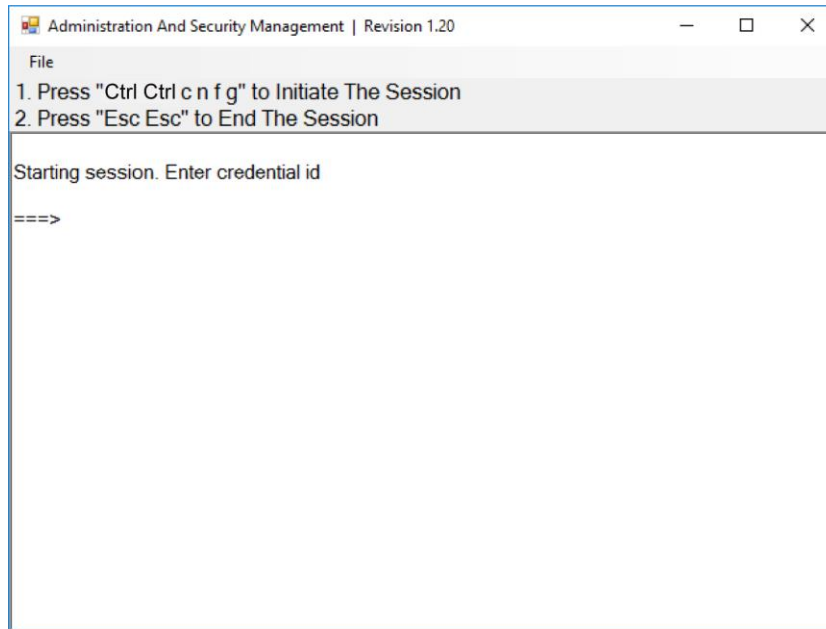 Administration And Security Management | Revision 1.20
File
1. Press "Ctrl Ctrl c n f g" to Initiate The Session
2. Press "Esc Esc" to End The Session
Starting session. Enter credential id
===>